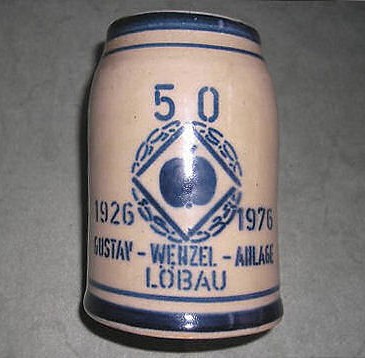 50
1926 1976
GUSTAV - WENZEL - ANLAGE
LÖBAU